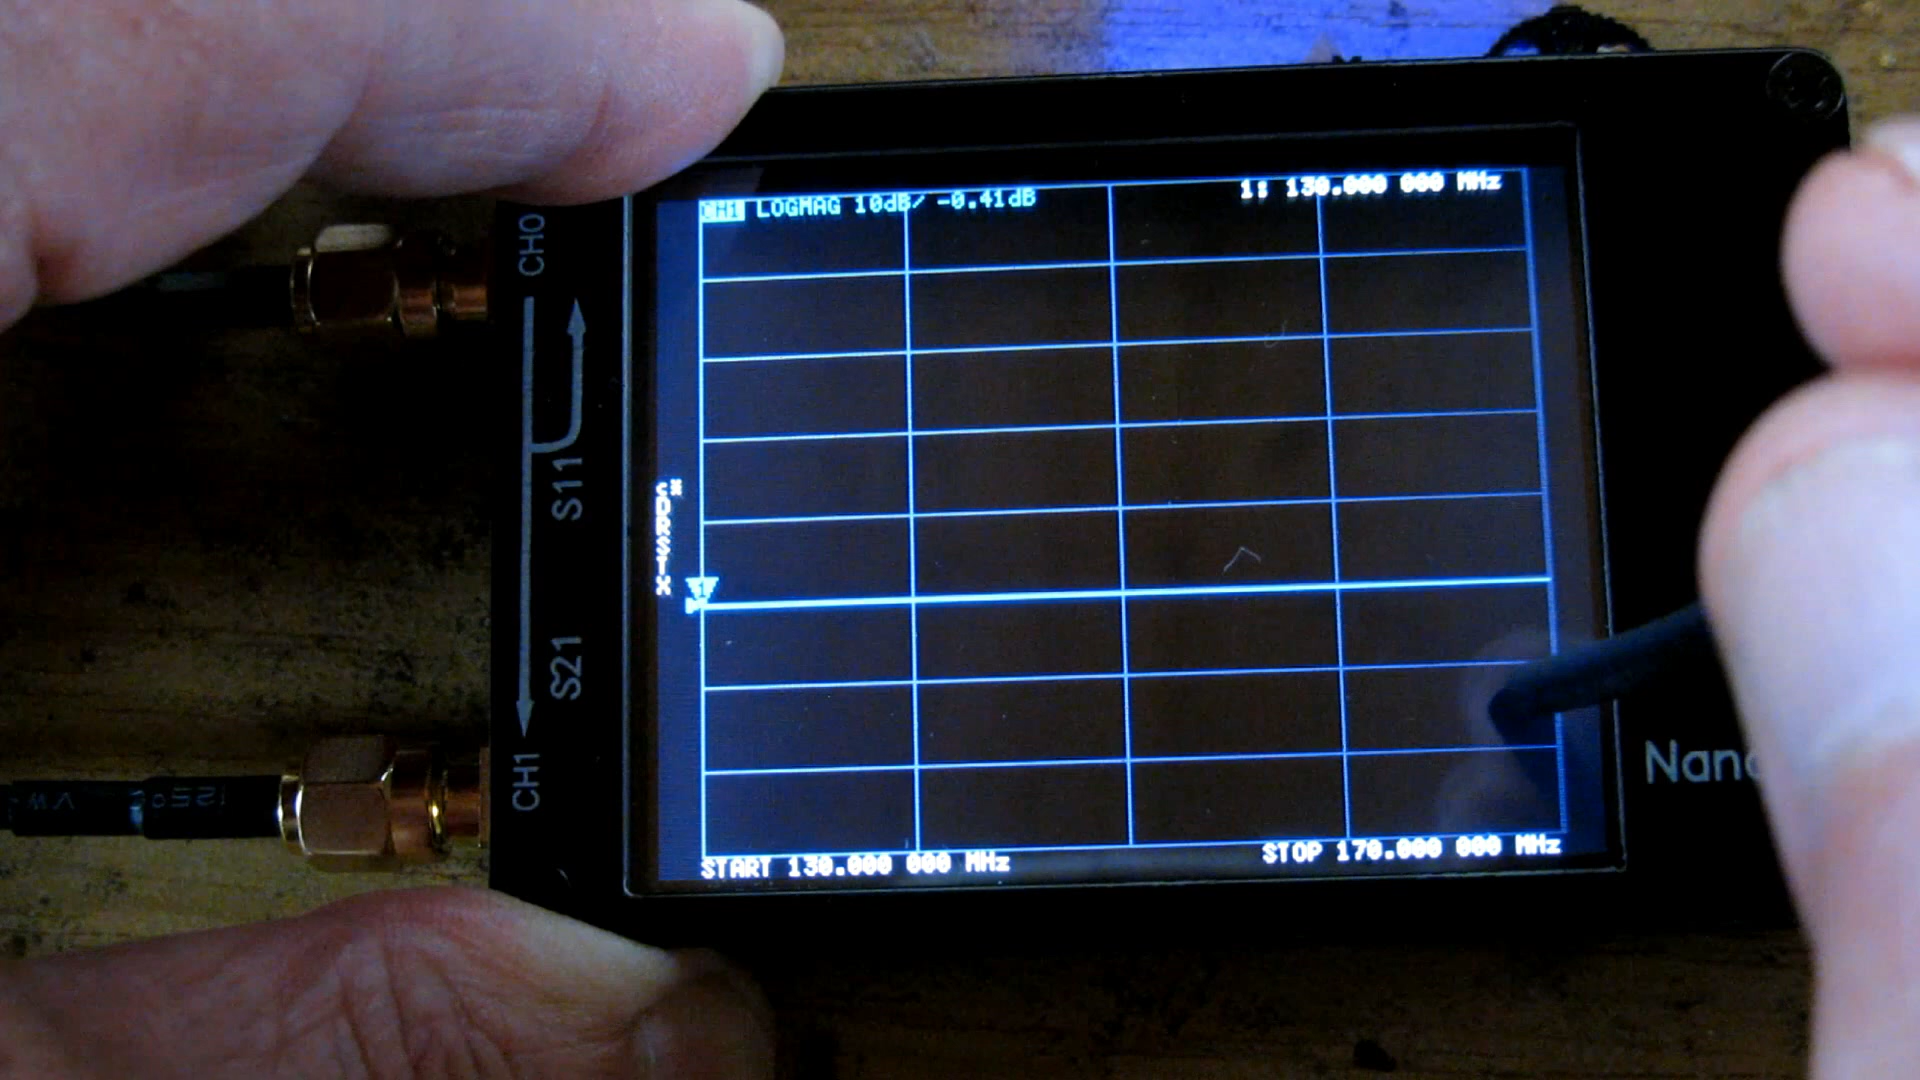 CH0
S11
S21
CH1
CH1 LOGMAG 10dB/ -0.41dB
1: 130.000 000 MHz
START 130.000 000 MHz
STOP 170.000 000 MHz
Nano